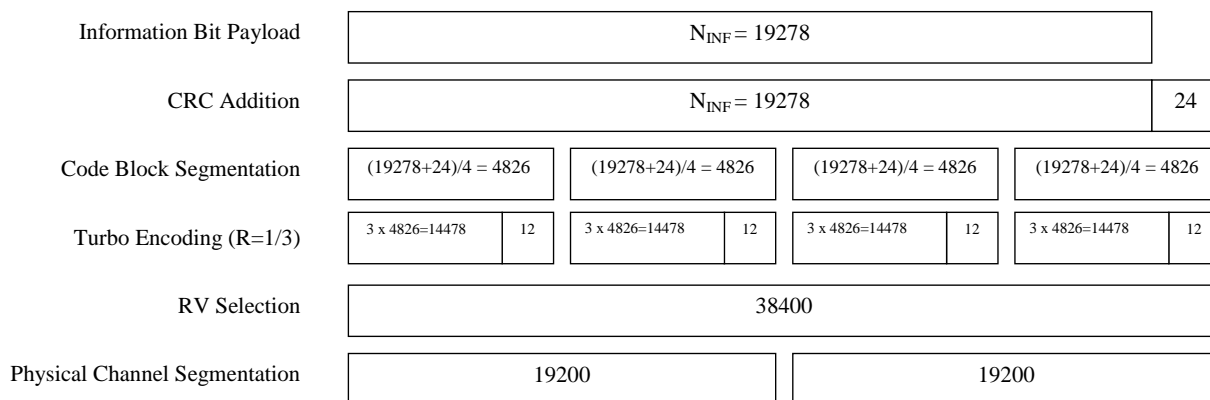 Information Bit Payload
N_INF = 19278
CRC Addition
N_INF = 19278
24
Code Block Segmentation
(19278+24)/4 = 4826
(19278+24)/4 = 4826
(19278+24)/4 = 4826
(19278+24)/4 = 4826
Turbo Encoding (R=1/3)
3 x 4826=14478
12
3 x 4826=14478
12
3 x 4826=14478
12
3 x 4826=14478
12
RV Selection
38400
Physical Channel Segmentation
19200
19200